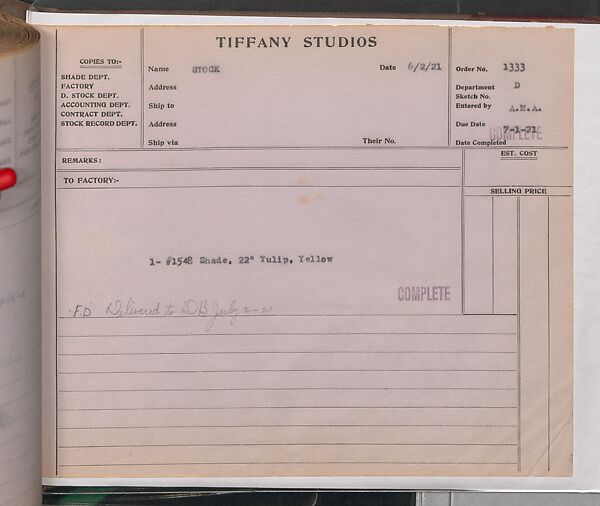 TIFFANY STUDIOS
COPIES TO:-
SHADE DEPT.
FACTORY
D. STOCK DEPT.
ACCOUNTING DEPT.
CONTRACT DEPT.
STOCK RECORD DEPT.
Name STOCK Date 6/2/21
Address
Ship to
Address
Ship via Their No.
Order No. 1333
Department D
Sketch No.
Entered by A.M.A.
Due Date 7-1-21
COMPLETE
Date Completed
REMARKS:
EST. COST
TO FACTORY:-
SELLING PRICE
1- #1548 Shade, 22" Tulip, Yellow
COMPLETE
F.D Delivered to DB July 2-21